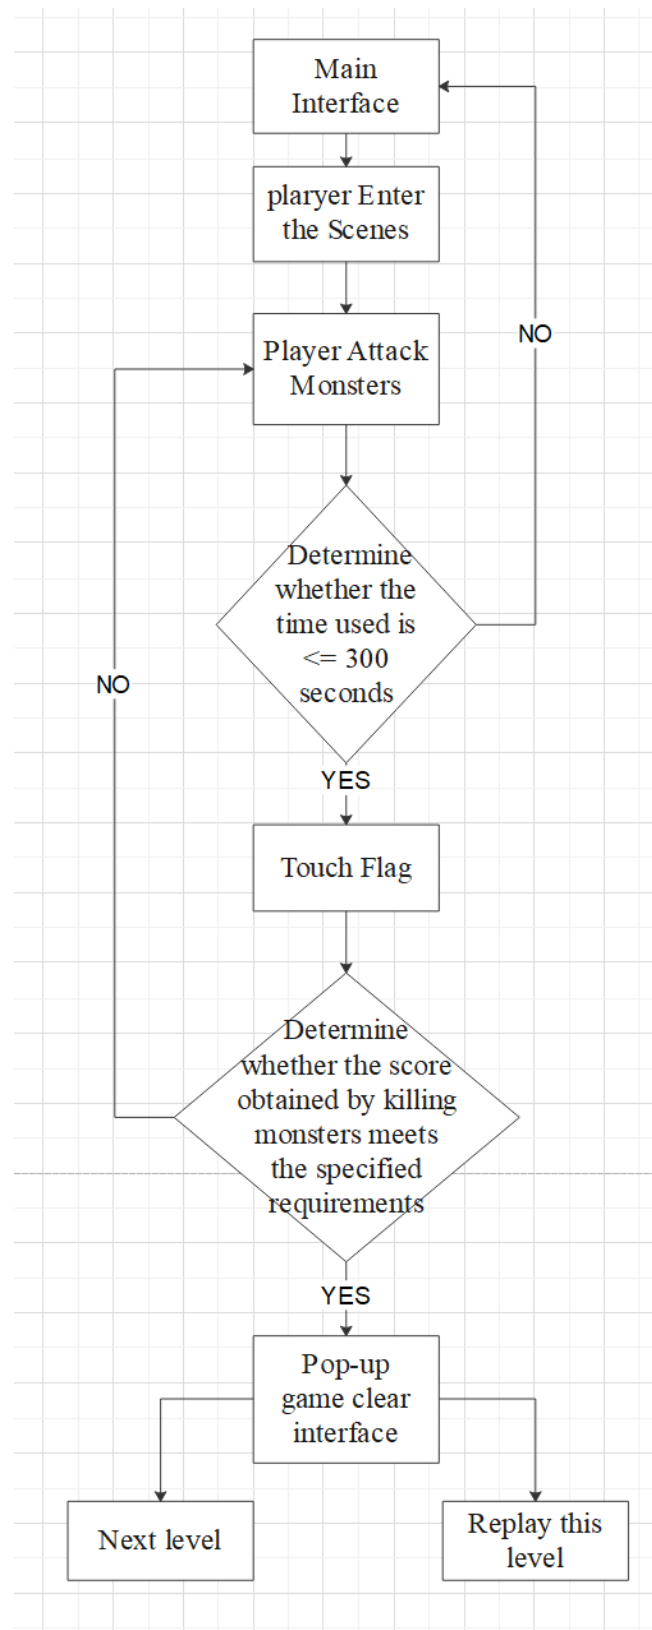 Main
Interface
plaryer Enter
the Scenes
Player Attack
Monsters
NO
Determine
whether the
time used is
<= 300
seconds
NO
YES
Touch Flag
Determine
whether the score
obtained by killing
monsters meets
the specified
requirements
YES
Pop-up
game clear
interface
Next level
Replay this
level